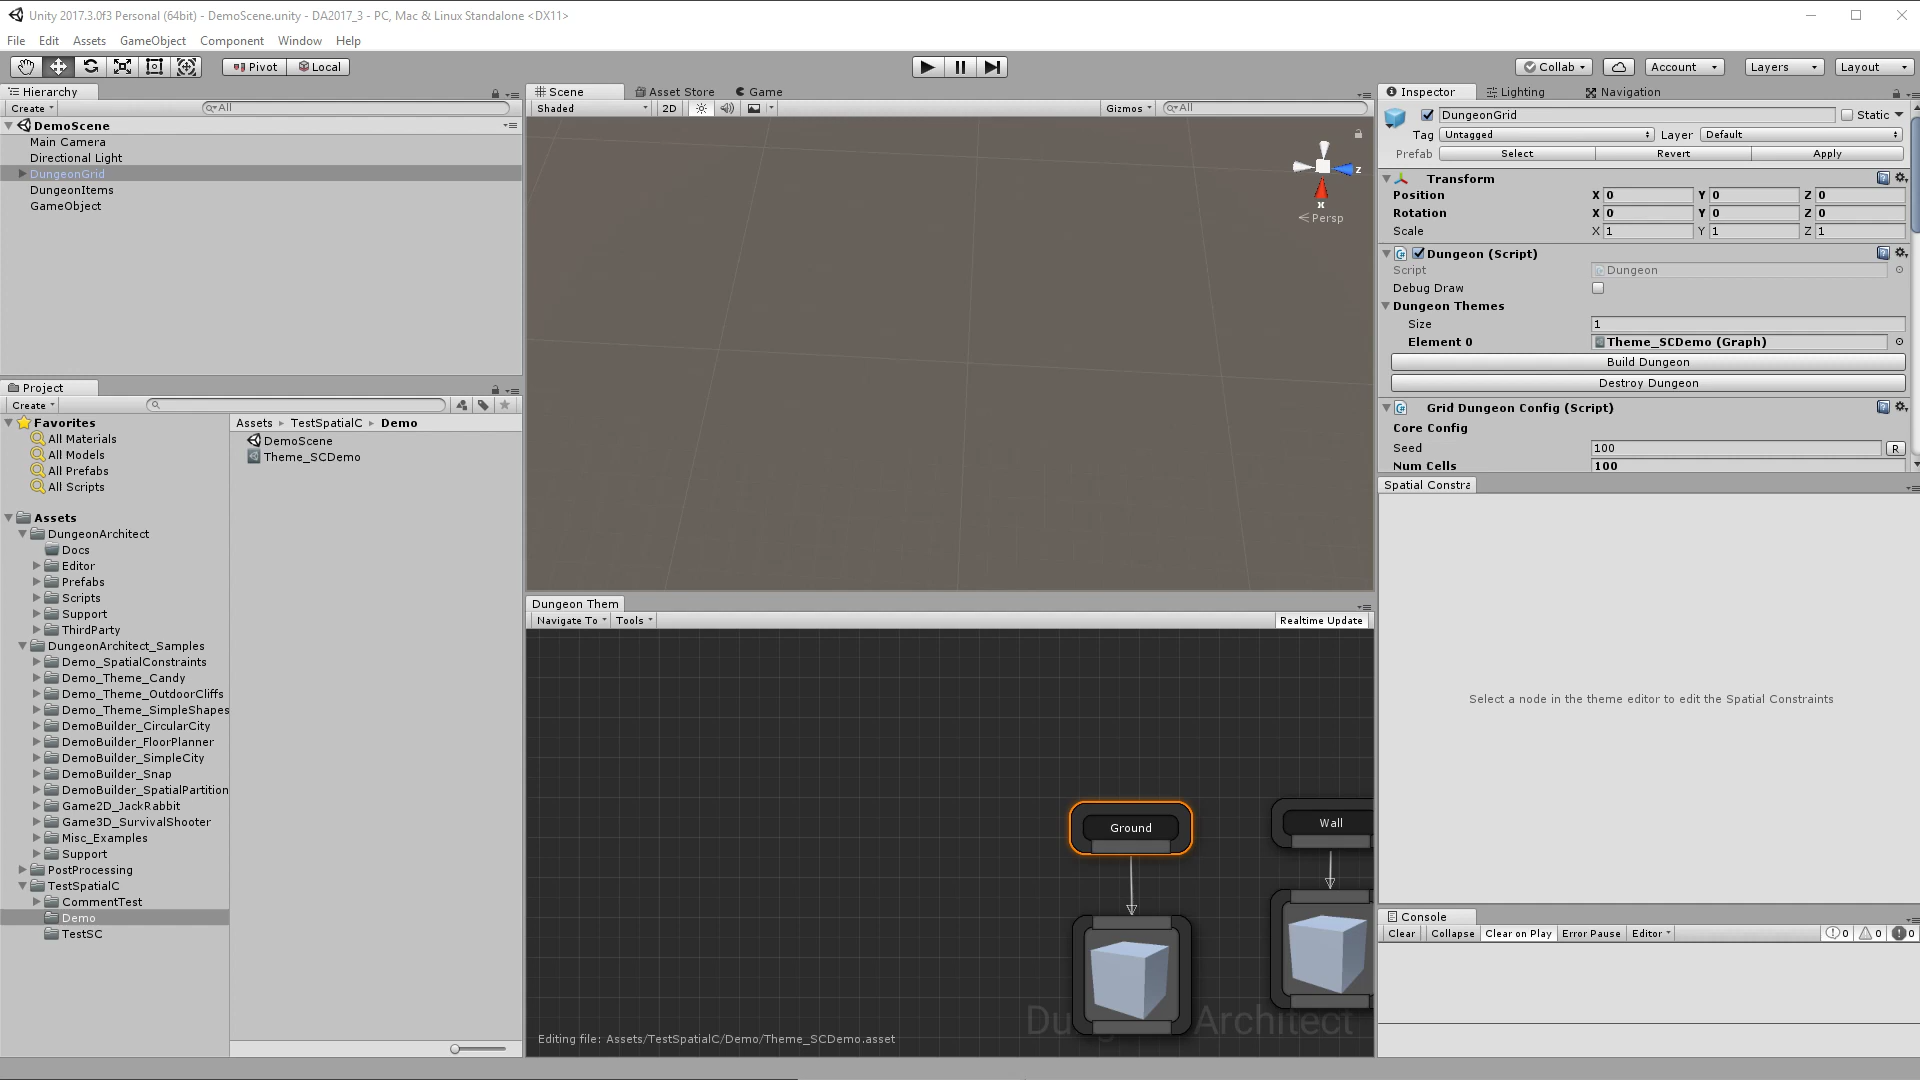 Unity 2017.3.0f3 Personal (64bit) - DemoScene.unity - DA2017_3 - PC, Mac & Linux Standalone <DX11>
File Edit Assets GameObject Component Window Help
Pivot Local Collab Account Layers Layout
Hierarchy
Create All
DemoScene
Main Camera
Directional Light
DungeonGrid
DungeonItems
GameObject
Project
Create
Favorites
All Materials
All Models
All Prefabs
All Scripts
Assets
DungeonArchitect
Docs
Editor
Prefabs
Scripts
Support
ThirdParty
DungeonArchitect_Samples
Demo_SpatialConstraints
Demo_Theme_Candy
Demo_Theme_OutdoorCliffs
Demo_Theme_SimpleShapes
DemoBuilder_CircularCity
DemoBuilder_FloorPlanner
DemoBuilder_SimpleCity
DemoBuilder_Snap
DemoBuilder_SpatialPartition
Game2D_JackRabbit
Game3D_SurvivalShooter
Misc_Examples
Support
PostProcessing
TestSpatialC
CommentTest
Demo
TestSC
Assets TestSpatialC Demo
DemoScene
Theme_SCDemo
Scene Asset Store Game
Shaded 2D Gizmos All
z
x
Persp
Dungeon Them
Navigate To Tools Realtime Update
Ground
Wall
Editing file: Assets/TestSpatialC/Demo/Theme_SCDemo.asset
Architect
Inspector Lighting Navigation
DungeonGrid Static
Tag Untagged Layer Default
Prefab Select Revert Apply
Transform
Position X 0 Y 0 Z 0
Rotation X 0 Y 0 Z 0
Scale X 1 Y 1 Z 1
Dungeon (Script)
Script Dungeon
Debug Draw
Dungeon Themes
Size 1
Element 0 Theme_SCDemo (Graph)
Build Dungeon
Destroy Dungeon
Grid Dungeon Config (Script)
Core Config
Seed 100 R
Num Cells 100
Spatial Constra
Select a node in the theme editor to edit the Spatial Constraints
Console
Clear Collapse Clear on Play Error Pause Editor 0 0 0